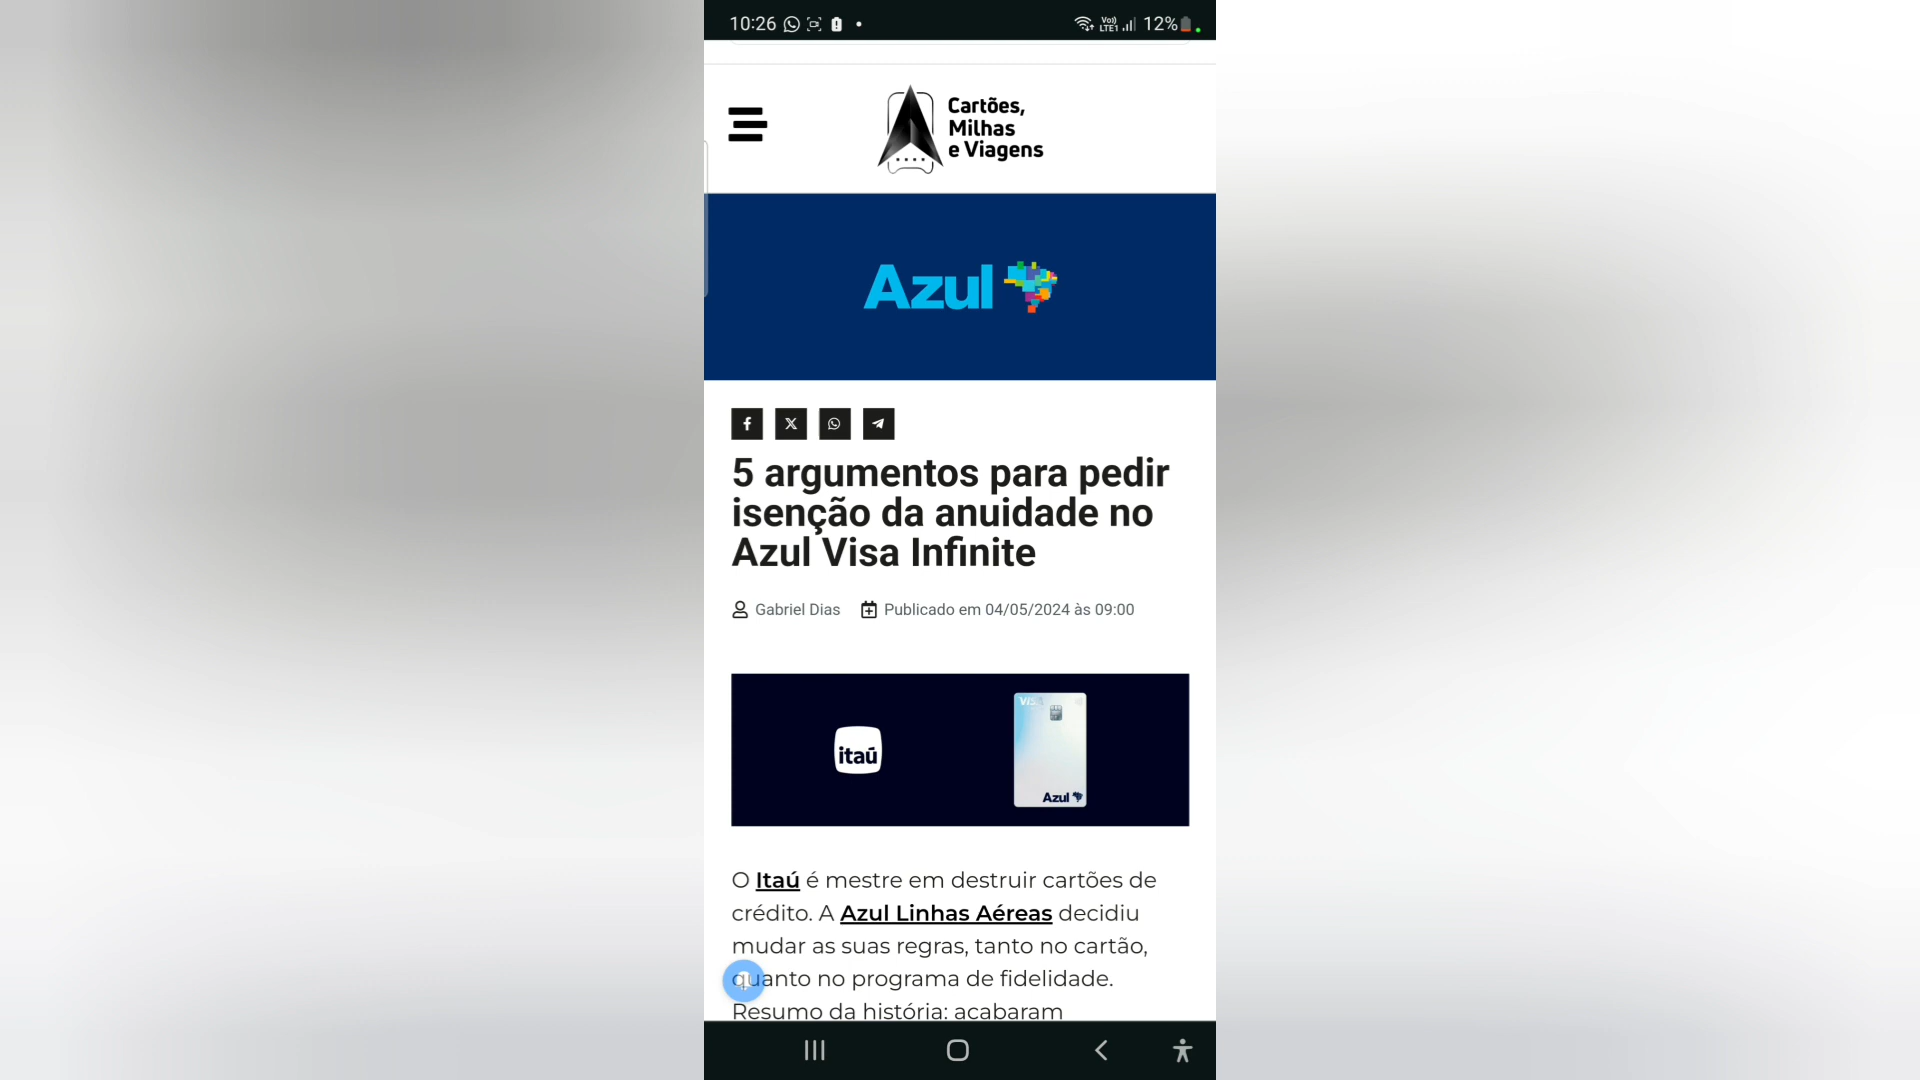 10:26
Vo))
LTE1
12%
Cartões,
Milhas
e Viagens
Azul
5 argumentos para pedir
isenção da anuidade no
Azul Visa Infinite
Gabriel Dias
Publicado em 04/05/2024 às 09:00
VISA
itaú
Azul
O Itaú é mestre em destruir cartões de
crédito. A Azul Linhas Aéreas decidiu
mudar as suas regras, tanto no cartão,
quanto no programa de fidelidade.
Resumo da história: acabaram